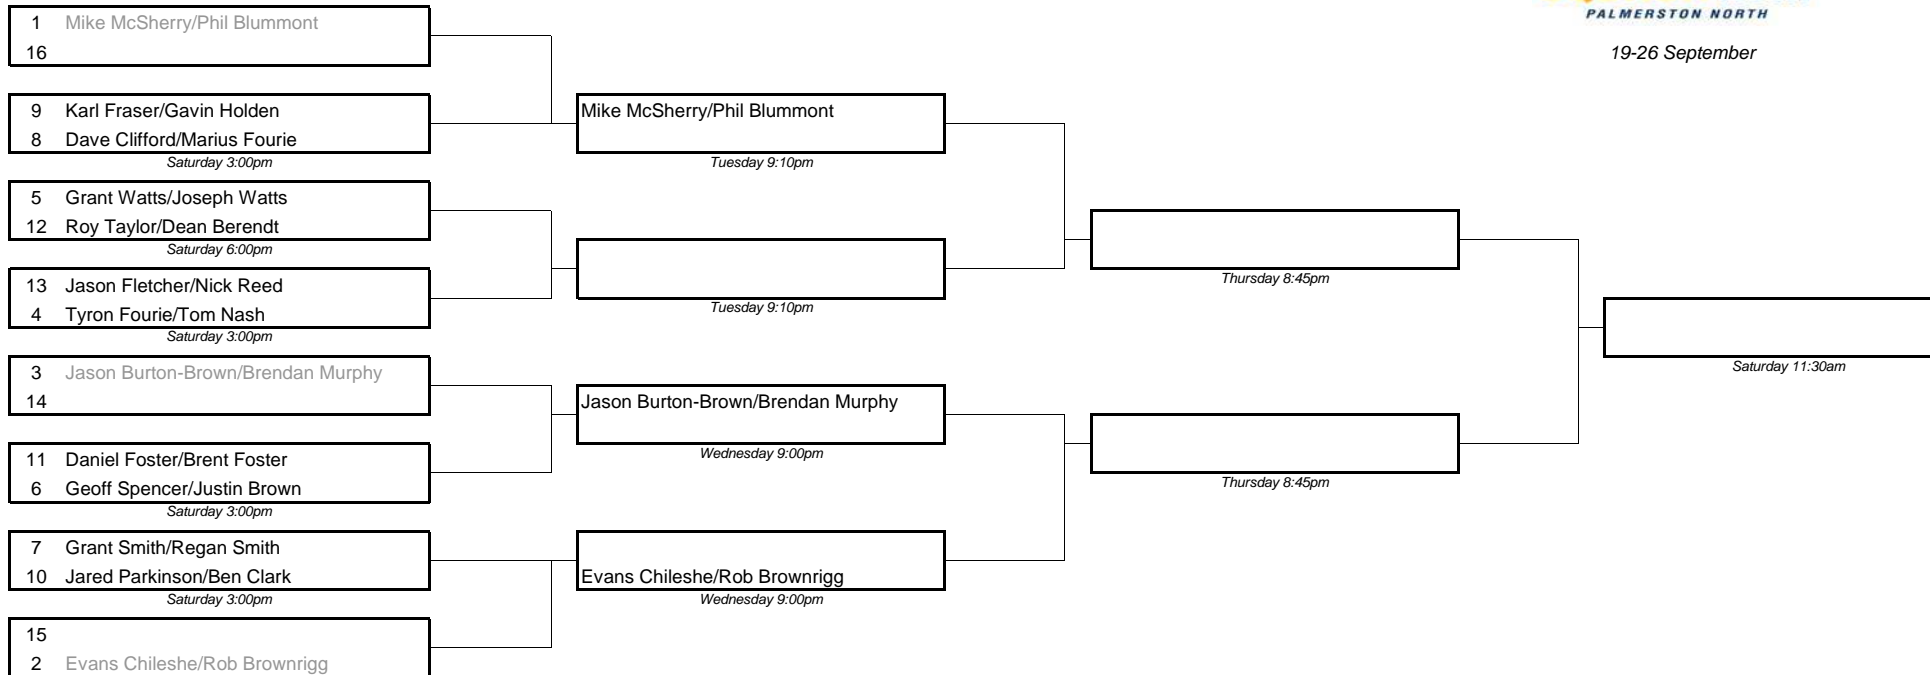 PALMERSTON NORTH
19-26 September
1 Mike McSherry/Phil Blummont
16
9 Karl Fraser/Gavin Holden
8 Dave Clifford/Marius Fourie
Saturday 3:00pm
5 Grant Watts/Joseph Watts
12 Roy Taylor/Dean Berendt
Saturday 6:00pm
13 Jason Fletcher/Nick Reed
4 Tyron Fourie/Tom Nash
Saturday 3:00pm
3 Jason Burton-Brown/Brendan Murphy
14
11 Daniel Foster/Brent Foster
6 Geoff Spencer/Justin Brown
Saturday 3:00pm
7 Grant Smith/Regan Smith
10 Jared Parkinson/Ben Clark
Saturday 3:00pm
15
2 Evans Chileshe/Rob Brownrigg
Mike McSherry/Phil Blummont
Tuesday 9:10pm
Tuesday 9:10pm
Jason Burton-Brown/Brendan Murphy
Wednesday 9:00pm
Evans Chileshe/Rob Brownrigg
Wednesday 9:00pm
Thursday 8:45pm
Thursday 8:45pm
Saturday 11:30am